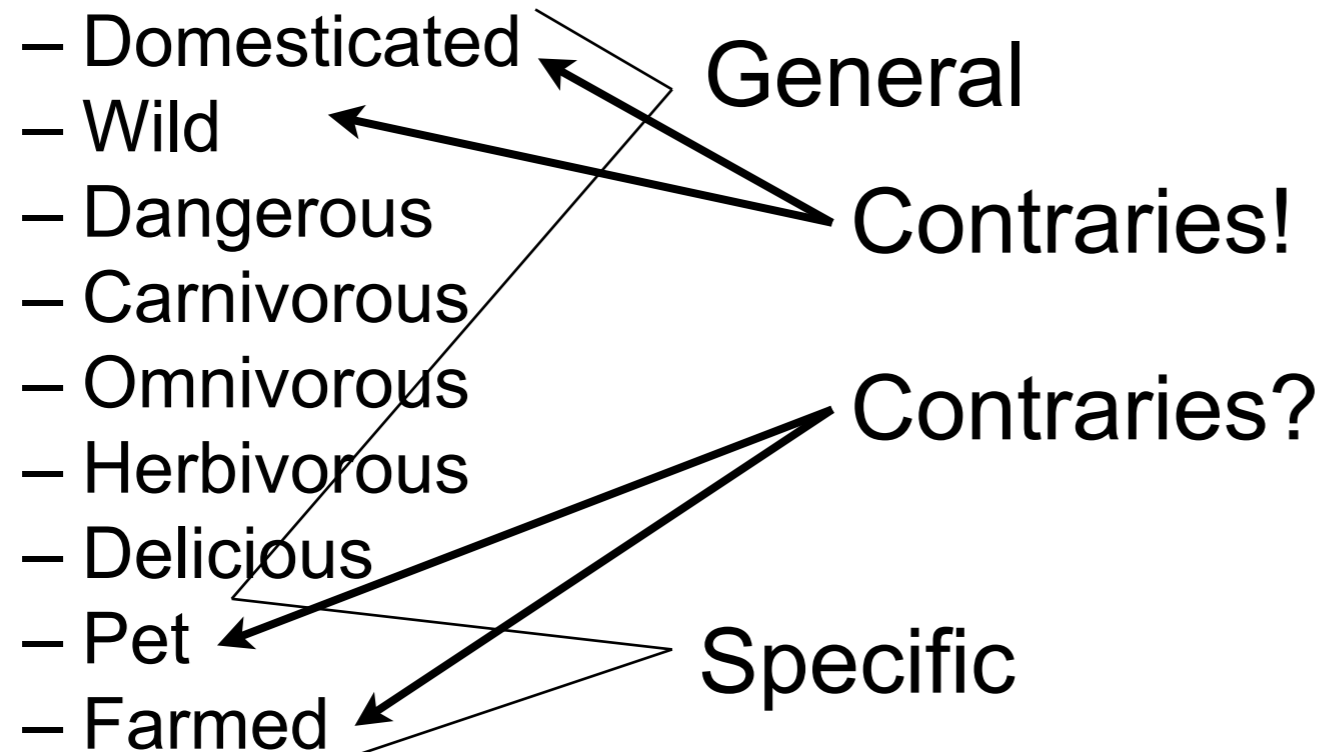 – Domesticated
– Wild
– Dangerous
– Carnivorous
– Omnivorous
– Herbivorous
– Delicious
– Pet
– Farmed
General
Contraries!
Contraries?
Specific